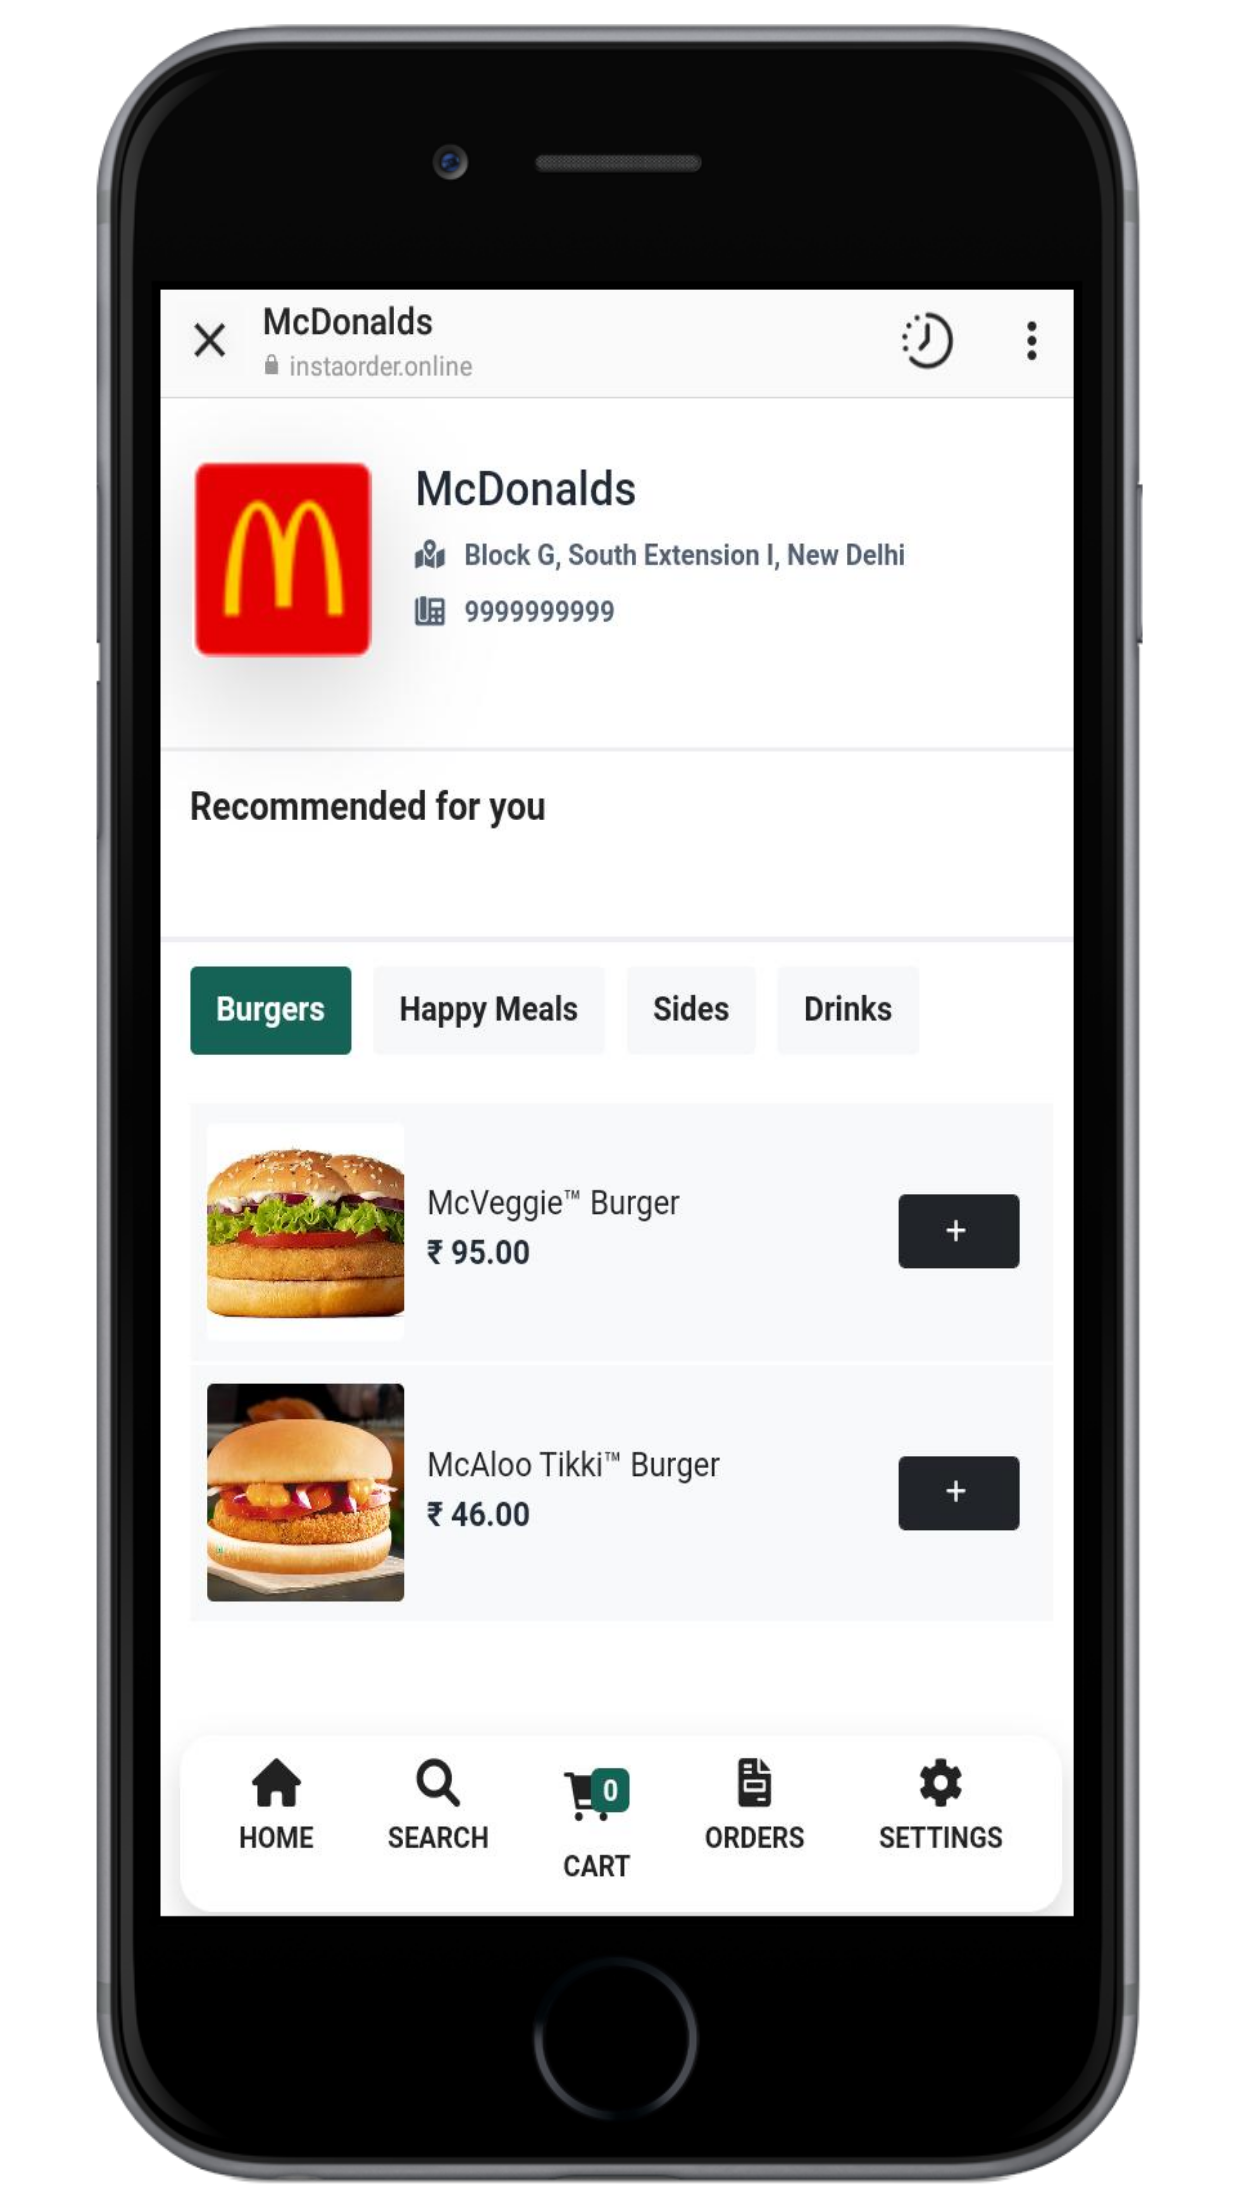 McDonalds
instaorder.online
McDonalds
Block G, South Extension I, New Delhi
9999999999
Recommended for you
Burgers
Happy Meals
Sides
Drinks
McVeggie™ Burger
₹ 95.00
+
McAloo Tikki™ Burger
₹ 46.00
+
HOME
SEARCH
0
CART
ORDERS
SETTINGS